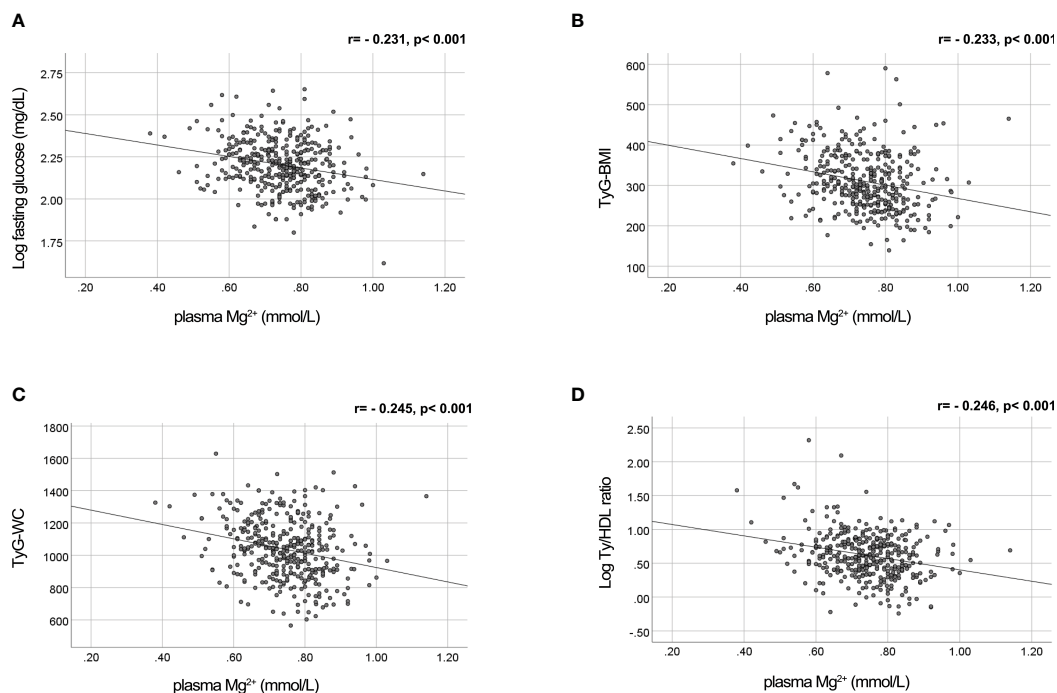 A
r= - 0.231, p< 0.001
Log fasting glucose (mg/dL)
2.75
2.50
2.25
2.00
1.75
.20 .40 .60 .80 1.00 1.20
plasma Mg²⁺ (mmol/L)
B
r= - 0.233, p< 0.001
TyG-BMI
600
500
400
300
200
100
.20 .40 .60 .80 1.00 1.20
plasma Mg²⁺ (mmol/L)
C
r= - 0.245, p< 0.001
TyG-WC
1800
1600
1400
1200
1000
800
600
.20 .40 .60 .80 1.00 1.20
plasma Mg²⁺ (mmol/L)
D
r= - 0.246, p< 0.001
Log Ty/HDL ratio
2.50
2.00
1.50
1.00
.50
.00
-.50
.20 .40 .60 .80 1.00 1.20
plasma Mg²⁺ (mmol/L)